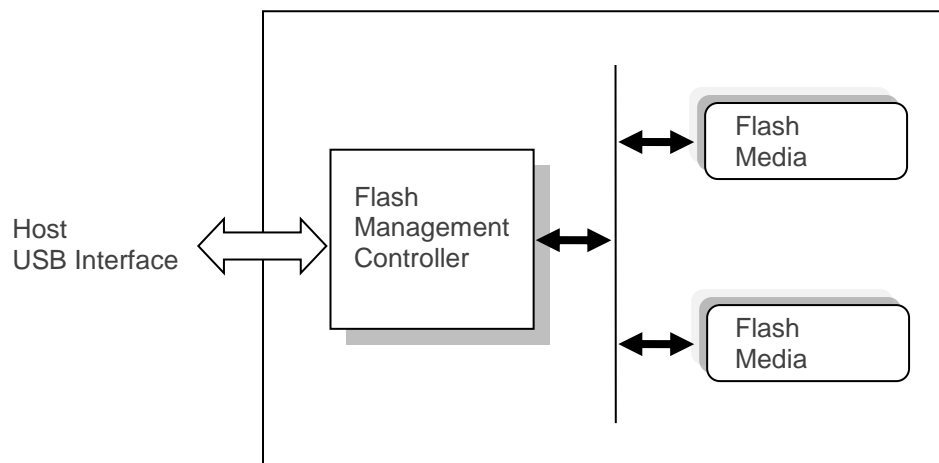 Host
USB Interface
Flash
Management
Controller
Flash
Media
Flash
Media